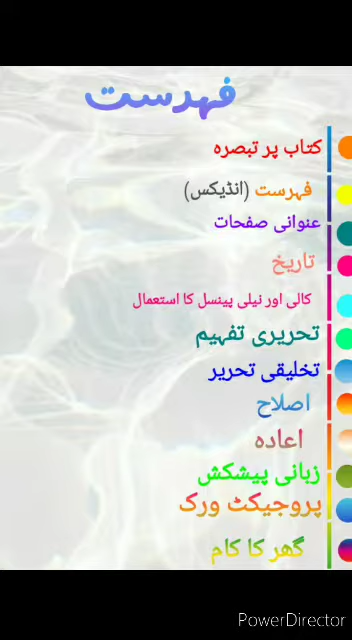 فہرست
کتاب پر تبصرہ
فہرست (انڈیکس)
عنوانی صفحات
تاریخ
کالی اور نیلی پینسل کا استعمال
تحریری تفہیم
تخلیقی تحریر
اصلاح
اعادہ
زبانی پیشکش
پروجیکٹ ورک
گھر کا کام
PowerDirector